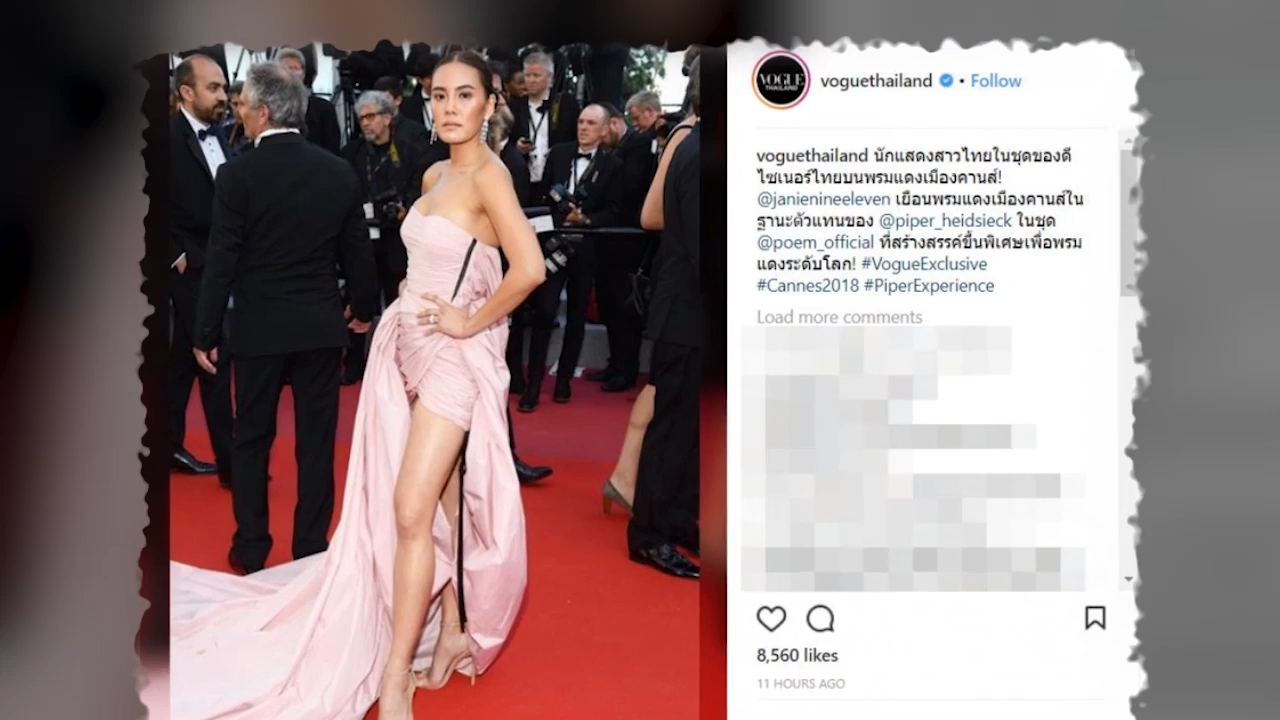 VOGUE
THAILAND
voguethailand • Follow
voguethailand นักแสดงสาวไทยในชุดของดี
ไซเนอร์ไทยบนพรมแดงเมืองคานส์!
@janienineeleven เยือนพรมแดงเมืองคานส์ใน
ฐานะตัวแทนของ @piper_heidsieck ในชุด
@poem_official ที่สร้างสรรค์ขึ้นพิเศษเพื่อพรม
แดงระดับโลก! #VogueExclusive
#Cannes2018 #PiperExperience
Load more comments
8,560 likes
11 HOURS AGO